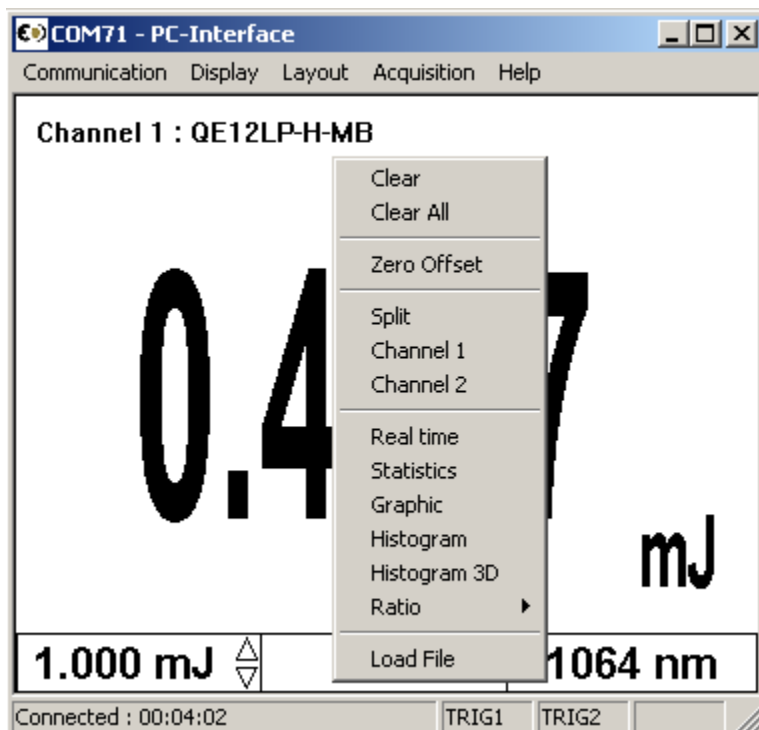 COM71 - PC-Interface
Communication Display Layout Acquisition Help
Channel 1 : QE12LP-H-MB
Clear
Clear All
Zero Offset
Split
Channel 1
Channel 2
Real time
Statistics
Graphic
Histogram
Histogram 3D
Ratio
Load File
mJ
1.000 mJ 1064 nm
Connected : 00:04:02 TRIG1 TRIG2